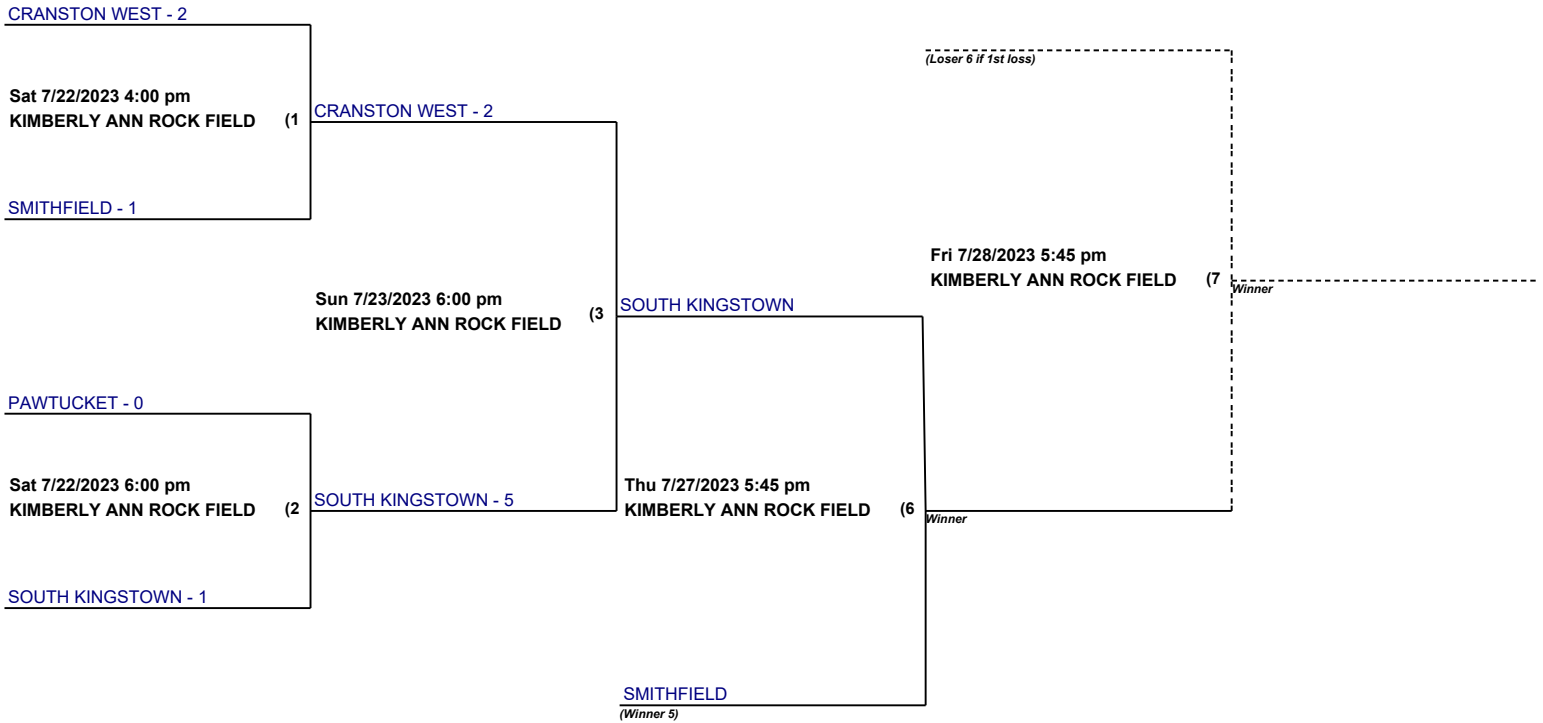 CRANSTON WEST - 2
(Loser 6 if 1st loss)
Sat 7/22/2023 4:00 pm
KIMBERLY ANN ROCK FIELD (1
CRANSTON WEST - 2
SMITHFIELD - 1
Fri 7/28/2023 5:45 pm
KIMBERLY ANN ROCK FIELD (7
Winner
Sun 7/23/2023 6:00 pm
KIMBERLY ANN ROCK FIELD (3
SOUTH KINGSTOWN
PAWTUCKET - 0
Sat 7/22/2023 6:00 pm
KIMBERLY ANN ROCK FIELD (2
SOUTH KINGSTOWN - 5
Thu 7/27/2023 5:45 pm
KIMBERLY ANN ROCK FIELD (6
Winner
SOUTH KINGSTOWN - 1
SMITHFIELD
(Winner 5)